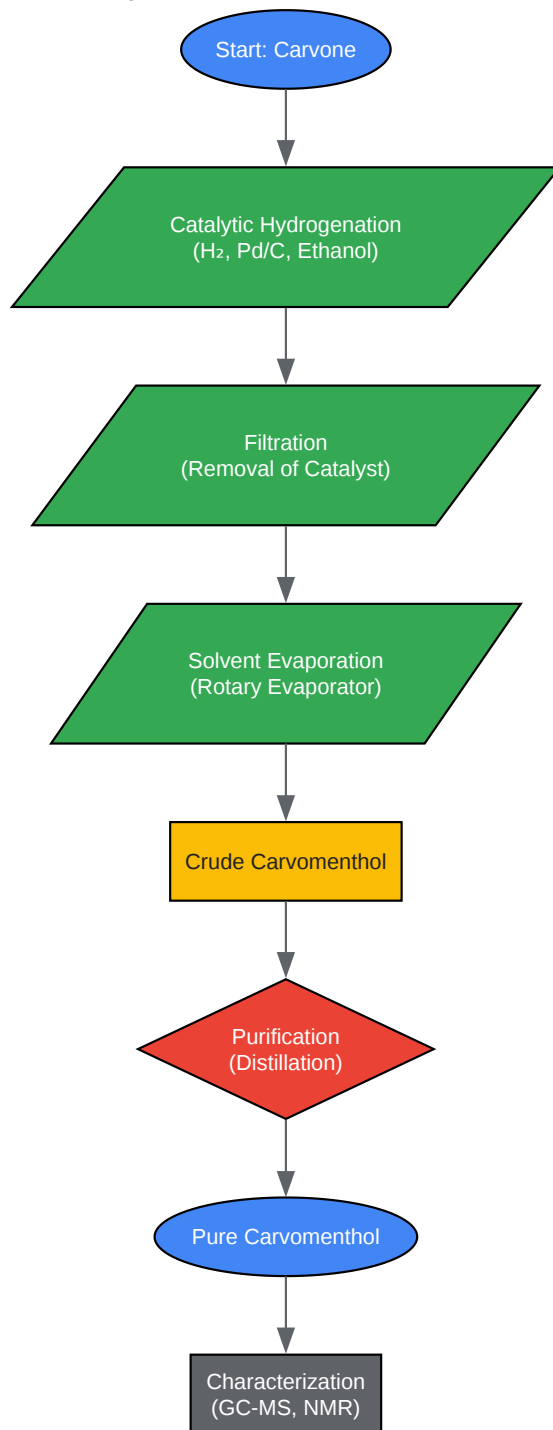 Start: Carvone
Catalytic Hydrogenation
(H₂, Pd/C, Ethanol)
Filtration
(Removal of Catalyst)
Solvent Evaporation
(Rotary Evaporator)
Crude Carvomenthol
Purification
(Distillation)
Pure Carvomenthol
Characterization
(GC-MS, NMR)